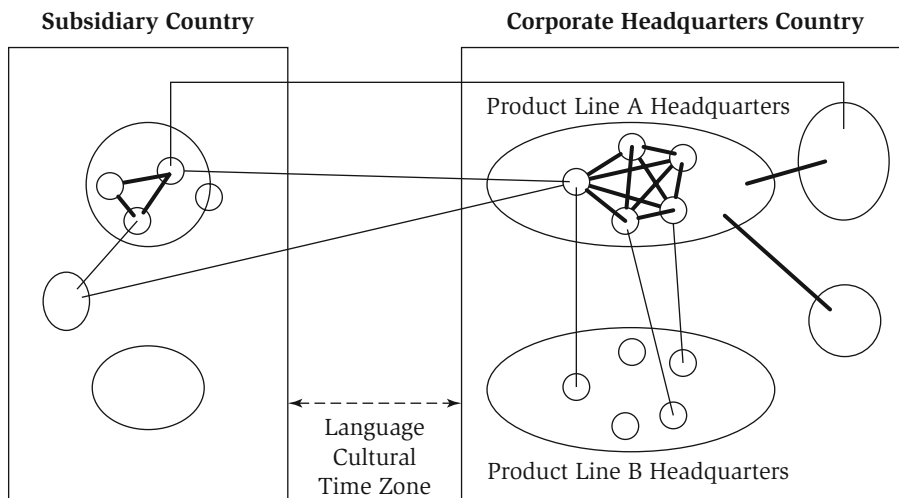 Subsidiary Country
Corporate Headquarters Country
Product Line A Headquarters
Language
Cultural
Time Zone
Product Line B Headquarters